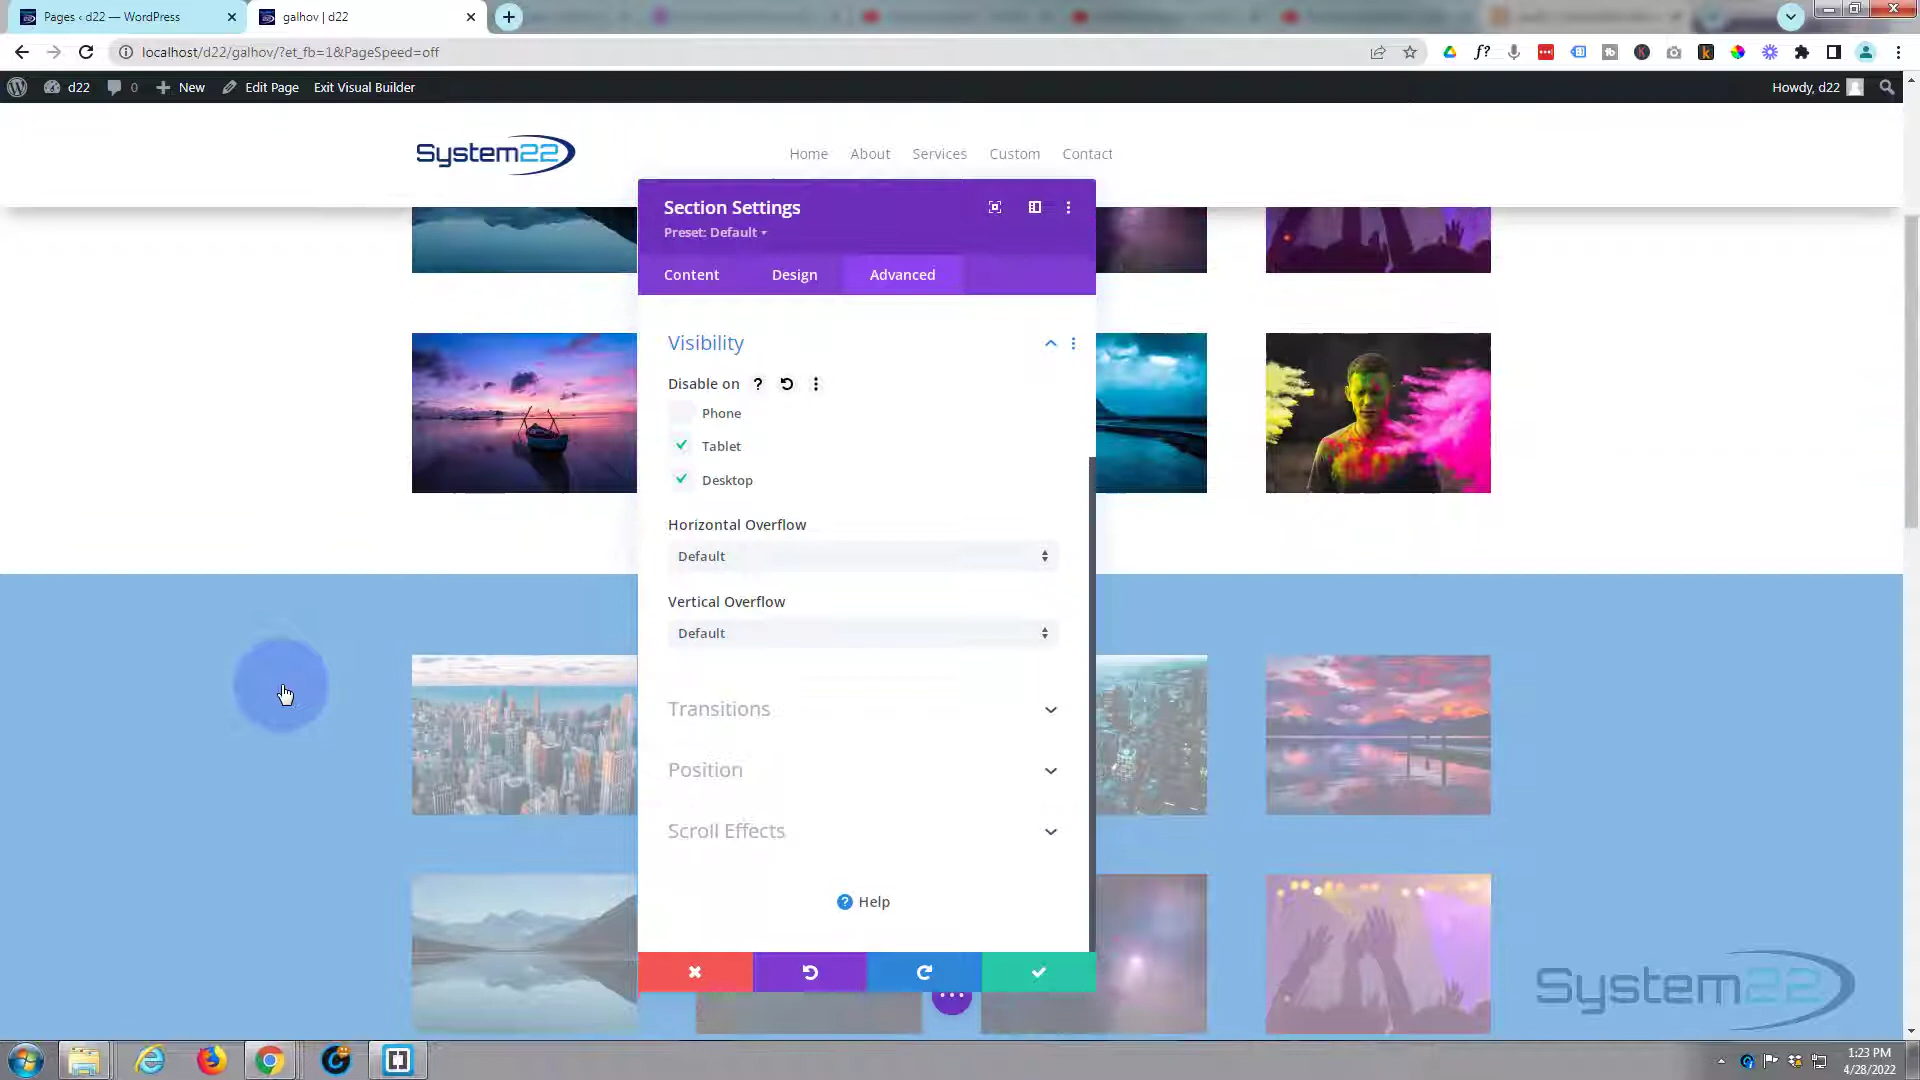 Pages ‹ d22 — WordPress
galhov | d22
localhost/d22/galhov/?et_fb=1&PageSpeed=off
d22
0
New
Edit Page
Exit Visual Builder
Howdy, d22
System22
Home
About
Services
Custom
Contact
Section Settings
Preset: Default
Content
Design
Advanced
Visibility
Disable on
Phone
Tablet
Desktop
Horizontal Overflow
Default
Vertical Overflow
Default
Transitions
Position
Scroll Effects
Help
System22
1:23 PM
4/28/2022